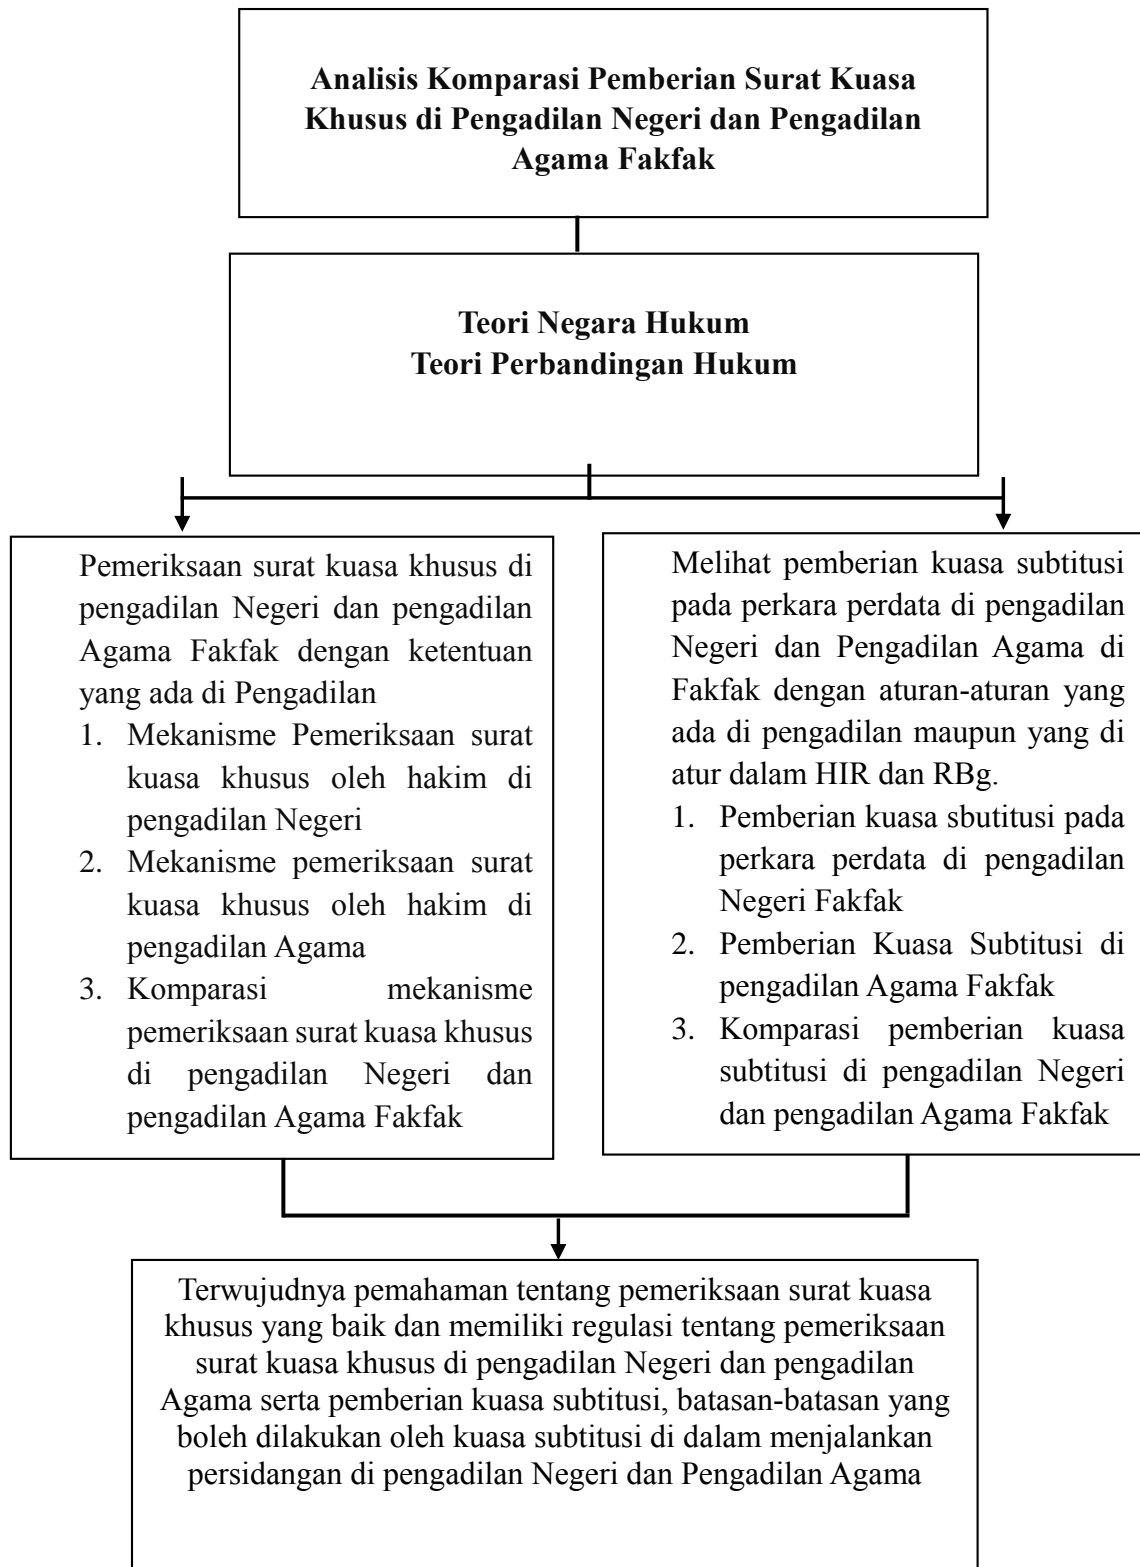 Analisis Komparasi Pemberian Surat Kuasa
Khusus di Pengadilan Negeri dan Pengadilan
Agama Fakfak
Teori Negara Hukum
Teori Perbandingan Hukum
Pemeriksaan surat kuasa khusus di
pengadilan Negeri dan pengadilan
Agama Fakfak dengan ketentuan
yang ada di Pengadilan
1. Mekanisme Pemeriksaan surat
kuasa khusus oleh hakim di
pengadilan Negeri
2. Mekanisme pemeriksaan surat
kuasa khusus oleh hakim di
pengadilan Agama
3. Komparasi mekanisme
pemeriksaan surat kuasa khusus
di pengadilan Negeri dan
pengadilan Agama Fakfak
Melihat pemberian kuasa subtitusi
pada perkara perdata di pengadilan
Negeri dan Pengadilan Agama di
Fakfak dengan aturan-aturan yang
ada di pengadilan maupun yang di
atur dalam HIR dan RBg.
1. Pemberian kuasa sbutitusi pada
perkara perdata di pengadilan
Negeri Fakfak
2. Pemberian Kuasa Subtitusi di
pengadilan Agama Fakfak
3. Komparasi pemberian kuasa
subtitusi di pengadilan Negeri
dan pengadilan Agama Fakfak
Terwujudnya pemahaman tentang pemeriksaan surat kuasa
khusus yang baik dan memiliki regulasi tentang pemeriksaan
surat kuasa khusus di pengadilan Negeri dan pengadilan
Agama serta pemberian kuasa subtitusi, batasan-batasan yang
boleh dilakukan oleh kuasa subtitusi di dalam menjalankan
persidangan di pengadilan Negeri dan Pengadilan Agama